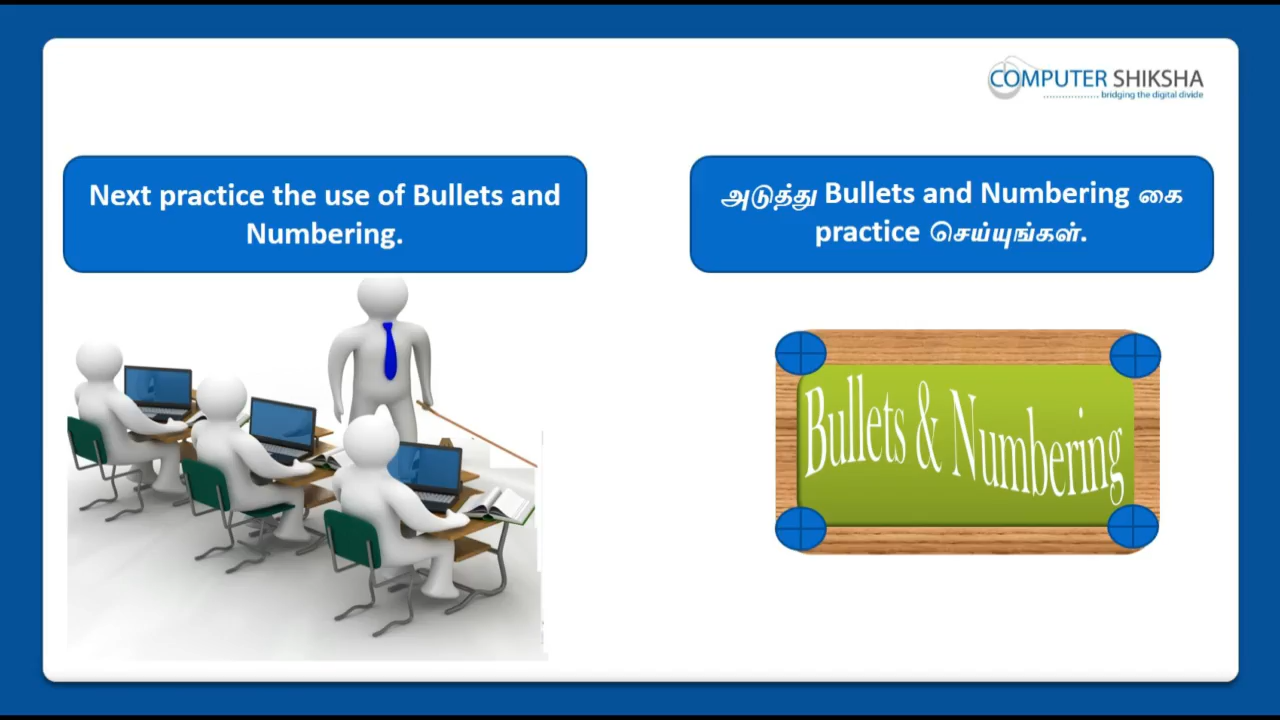 COMPUTER SHIKSHA
bridging the digital divide
Next practice the use of Bullets and
Numbering.
அடுத்து Bullets and Numbering கை
practice செய்யுங்கள்.
Bullets & Numbering